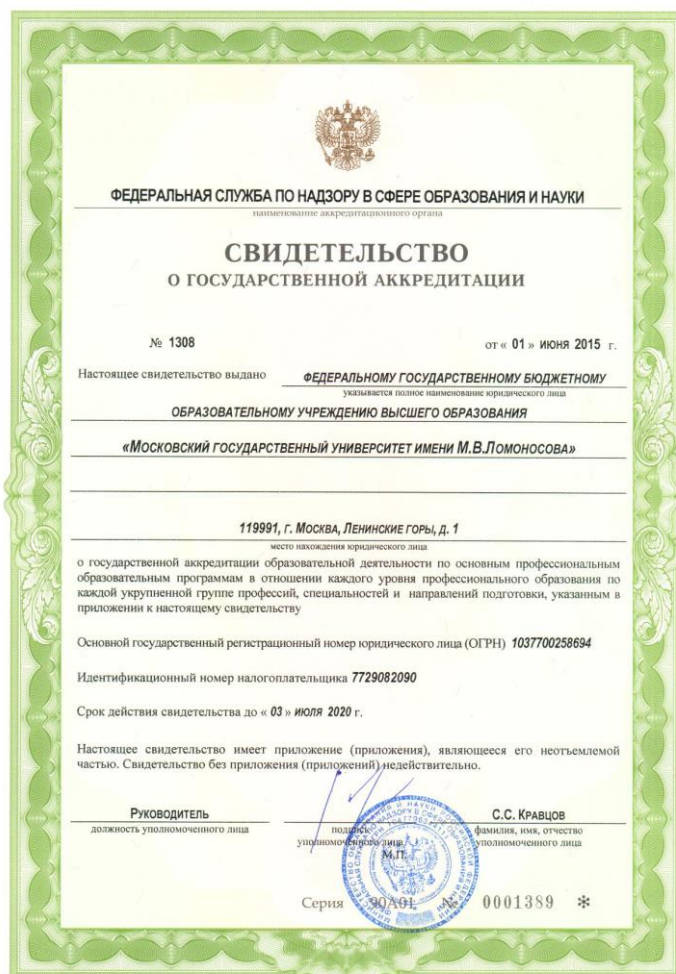 ФЕДЕРАЛЬНАЯ СЛУЖБА ПО НАДЗОРУ В СФЕРЕ ОБРАЗОВАНИЯ И НАУКИ
наименование аккредитационного органа
СВИДЕТЕЛЬСТВО
О ГОСУДАРСТВЕННОЙ АККРЕДИТАЦИИ
№ 1308 от « 01 » ИЮНЯ 2015 г.
Настоящее свидетельство выдано ФЕДЕРАЛЬНОМУ ГОСУДАРСТВЕННОМУ БЮДЖЕТНОМУ
указывается полное наименование юридического лица
ОБРАЗОВАТЕЛЬНОМУ УЧРЕЖДЕНИЮ ВЫСШЕГО ОБРАЗОВАНИЯ
«МОСКОВСКИЙ ГОСУДАРСТВЕННЫЙ УНИВЕРСИТЕТ ИМЕНИ М.В.ЛОМОНОСОВА»
119991, Г. МОСКВА, ЛЕНИНСКИЕ ГОРЫ, Д. 1
место нахождения юридического лица
о государственной аккредитации образовательной деятельности по основным профессиональным
образовательным программам в отношении каждого уровня профессионального образования по
каждой укрупненной группе профессий, специальностей и направлений подготовки, указанным в
приложении к настоящему свидетельству
Основной государственный регистрационный номер юридического лица (ОГРН) 1037700258694
Идентификационный номер налогоплательщика 7729082090
Срок действия свидетельства до « 03 » ИЮЛЯ 2020 г.
Настоящее свидетельство имеет приложение (приложения), являющееся его неотъемлемой
частью. Свидетельство без приложения (приложений) недействительно.
РУКОВОДИТЕЛЬ С.С. КРАВЦОВ
должность уполномоченного лица подпись фамилия, имя, отчество
уполномоченного лица уполномоченного лица
М.П.
Серия 90А01 № 0001389 *